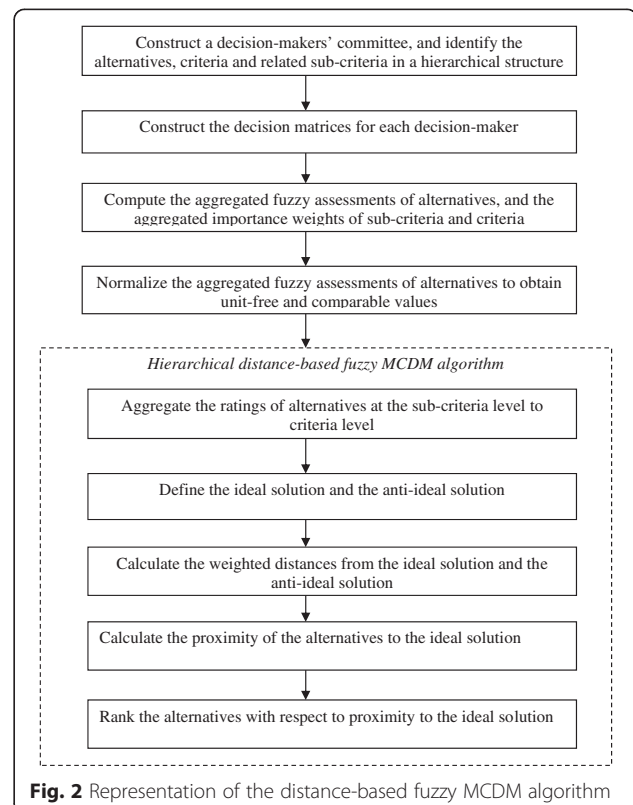 Construct a decision-makers' committee, and identify the
alternatives, criteria and related sub-criteria in a hierarchical structure
Construct the decision matrices for each decision-maker
Compute the aggregated fuzzy assessments of alternatives, and the
aggregated importance weights of sub-criteria and criteria
Normalize the aggregated fuzzy assessments of alternatives to obtain
unit-free and comparable values
Hierarchical distance-based fuzzy MCDM algorithm
Aggregate the ratings of alternatives at the sub-criteria level to
criteria level
Define the ideal solution and the anti-ideal solution
Calculate the weighted distances from the ideal solution and the
anti-ideal solution
Calculate the proximity of the alternatives to the ideal solution
Rank the alternatives with respect to proximity to the ideal solution
Fig. 2 Representation of the distance-based fuzzy MCDM algorithm